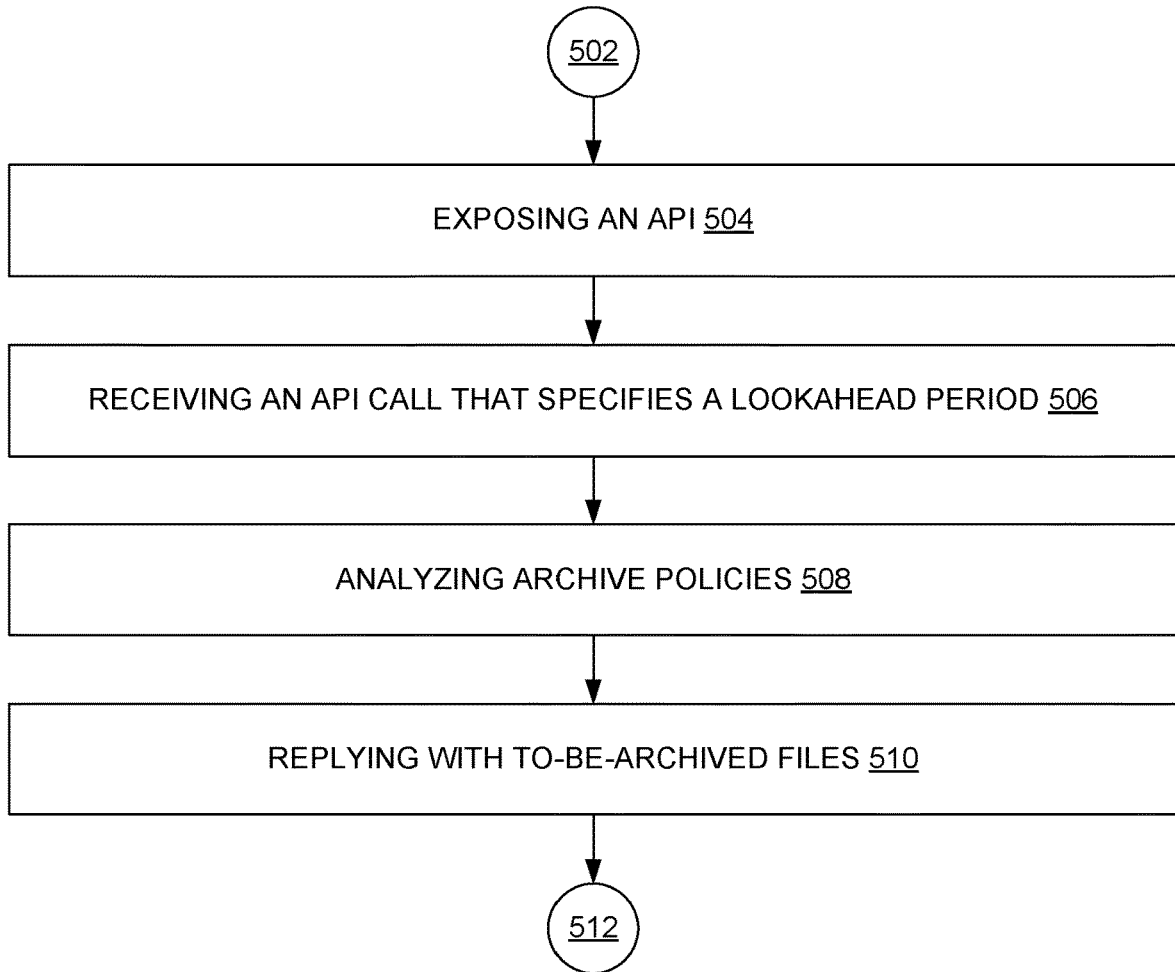 502
EXPOSING AN API 504
RECEIVING AN API CALL THAT SPECIFIES A LOOKAHEAD PERIOD 506
ANALYZING ARCHIVE POLICIES 508
REPLYING WITH TO-BE-ARCHIVED FILES 510
512